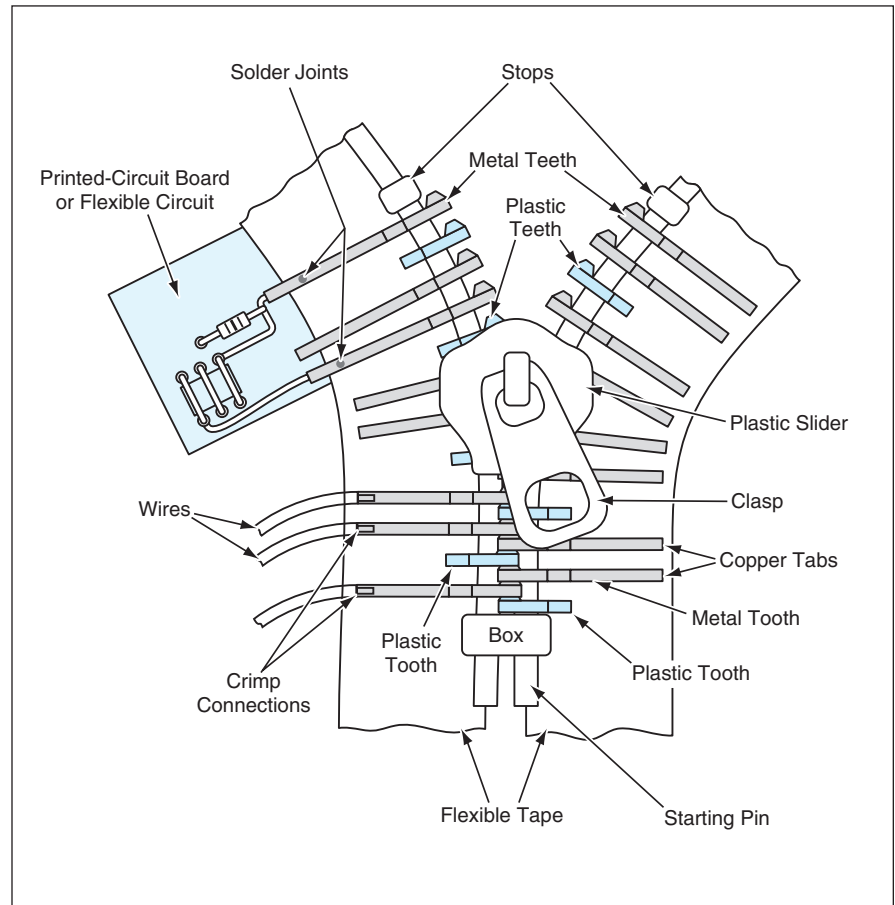 Solder Joints
Stops
Metal Teeth
Printed-Circuit Board
or Flexible Circuit
Plastic
Teeth
Plastic Slider
Clasp
Wires
Copper Tabs
Metal Tooth
Plastic
Tooth
Box
Plastic Tooth
Crimp
Connections
Flexible Tape
Starting Pin